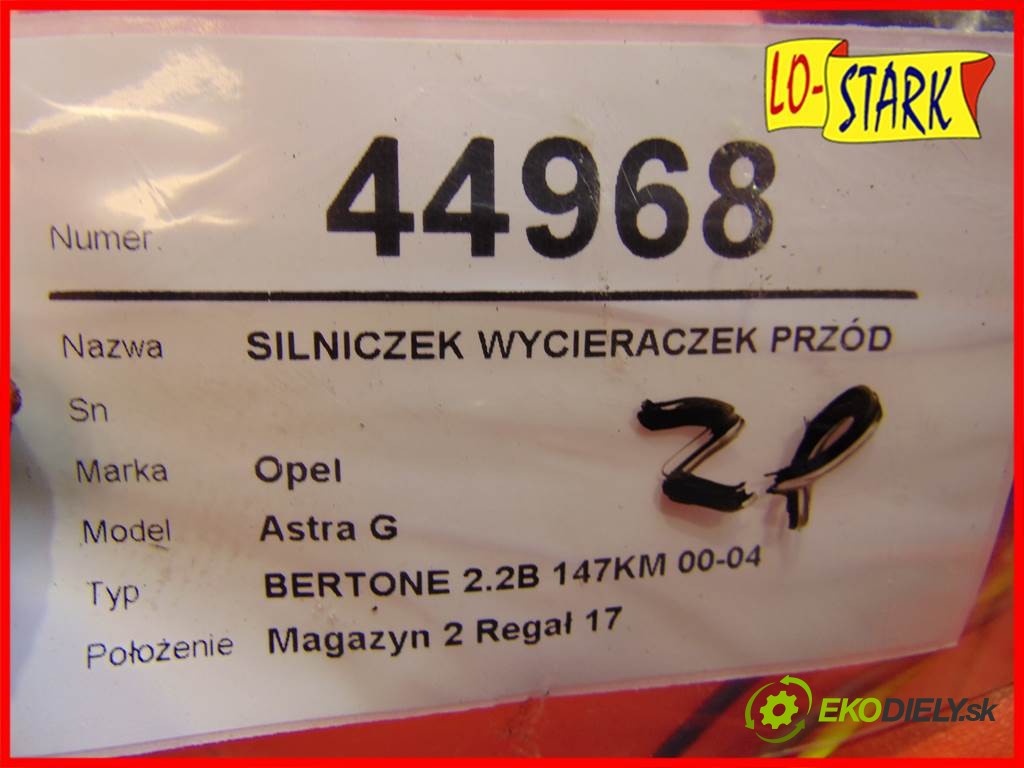 LO-STARK
Numer 44968
Nazwa SILNICZEK WYCIERACZEK PRZÓD
Sn
ZP
Marka Opel
Model Astra G
Typ BERTONE 2.2B 147KM 00-04
Położenie Magazyn 2 Regał 17
EKODIELY.sk